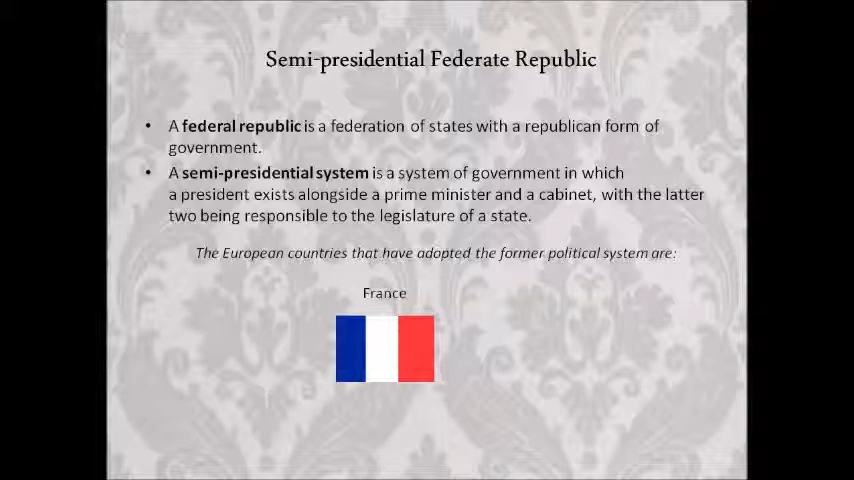 Semi-presidential Federate Republic
• A federal republic is a federation of states with a republican form of
government.
• A semi-presidential system is a system of government in which
a president exists alongside a prime minister and a cabinet, with the latter
two being responsible to the legislature of a state.
The European countries that have adopted the former political system are:
France